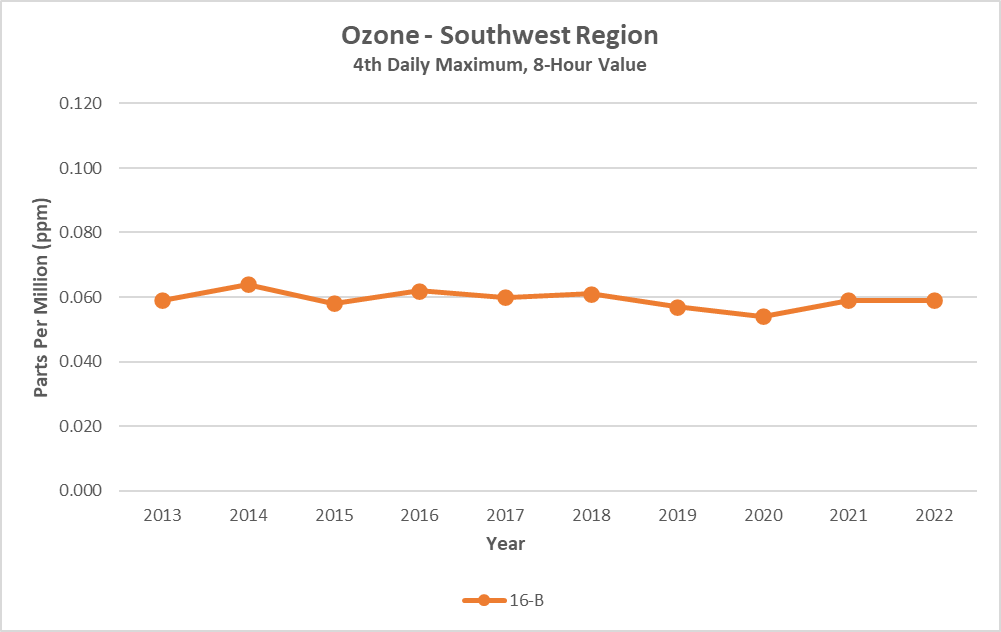 Ozone - Southwest Region
4th Daily Maximum, 8-Hour Value
Parts Per Million (ppm)
0.120
0.100
0.080
0.060
0.040
0.020
0.000
2013 2014 2015 2016 2017 2018 2019 2020 2021 2022
Year
16-B